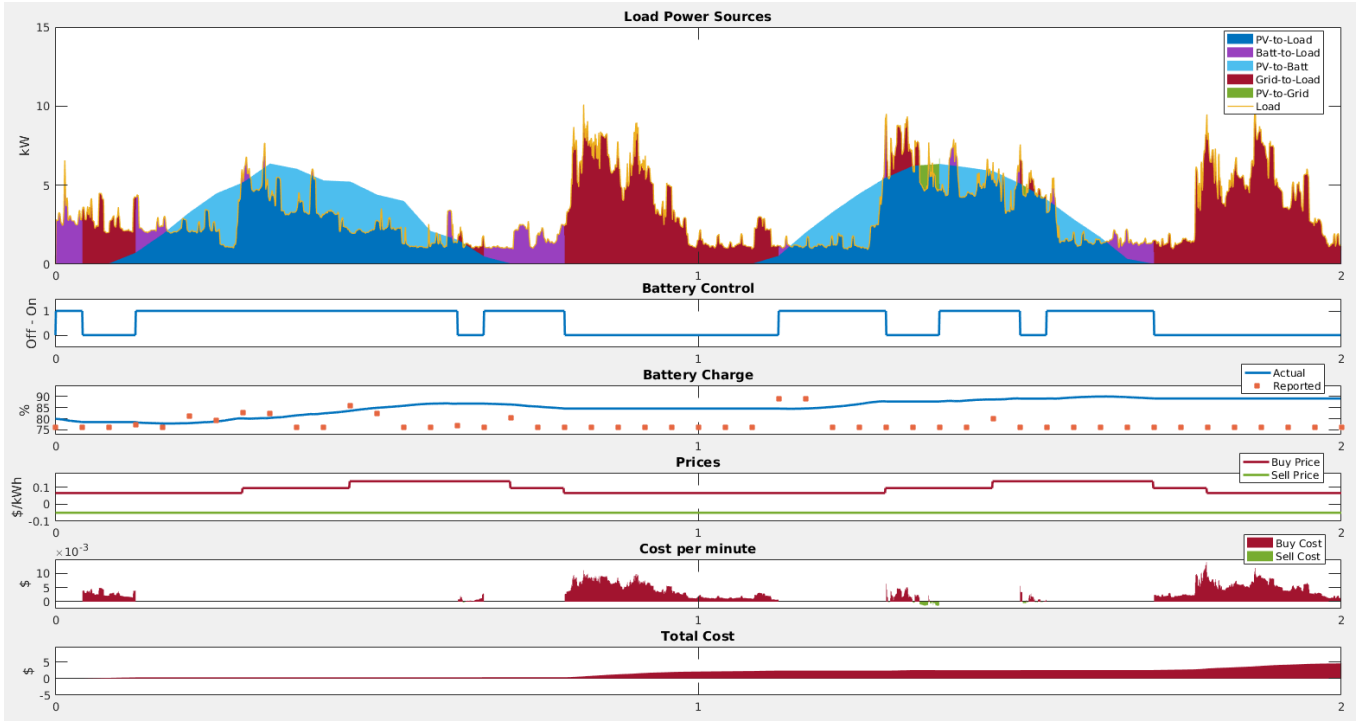 Load Power Sources
15
10
5
0
kW
PV-to-Load
Batt-to-Load
PV-to-Batt
Grid-to-Load
PV-to-Grid
Load
0 1 2
Battery Control
1
0
Off - On
0 1 2
Battery Charge
90
85
80
75
%
Actual
Reported
0 1 2
Prices
0.1
0
-0.1
$/kWh
Buy Price
Sell Price
0 1 2
Cost per minute
×10-3
10
5
0
$
Buy Cost
Sell Cost
0 1 2
Total Cost
5
0
-5
$
0 1 2